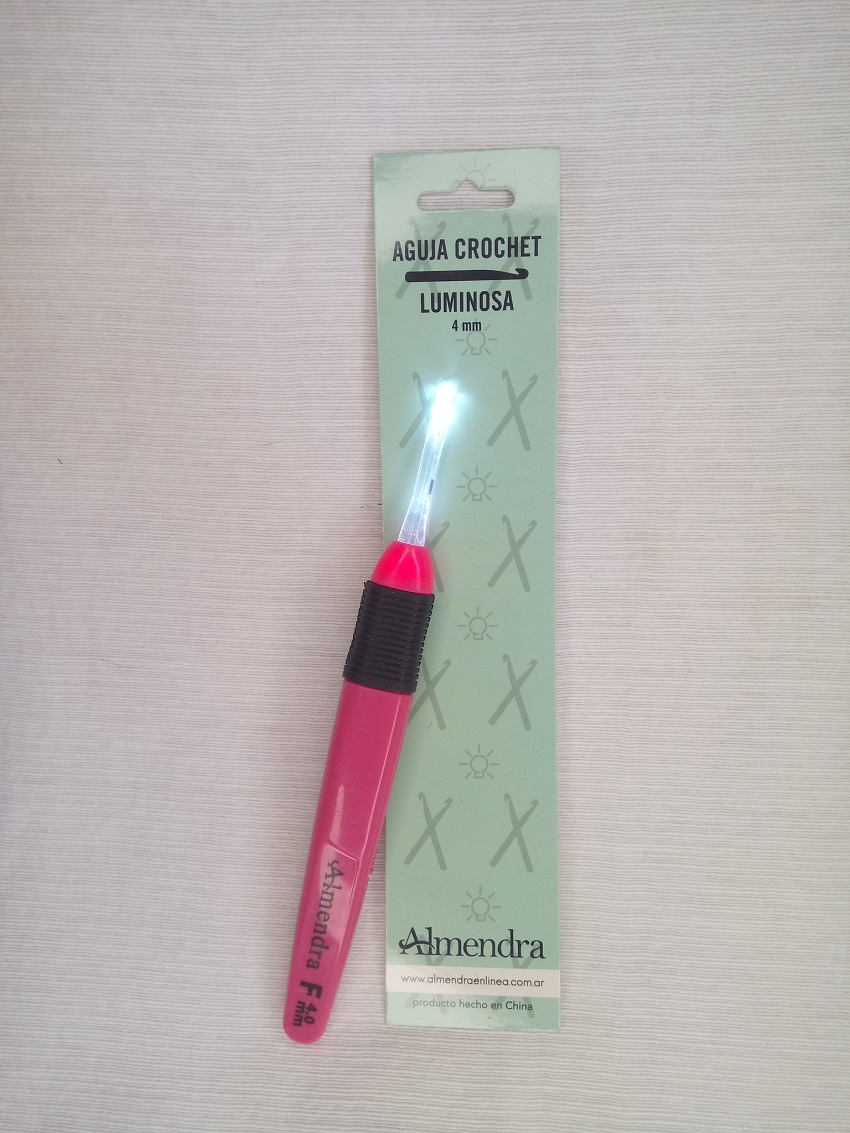 AGUJA CROCHET
LUMINOSA
4 mm
Almendra
www.almendraenlinea.com.ar
producto hecho en China
Almendra F 4.0 mm